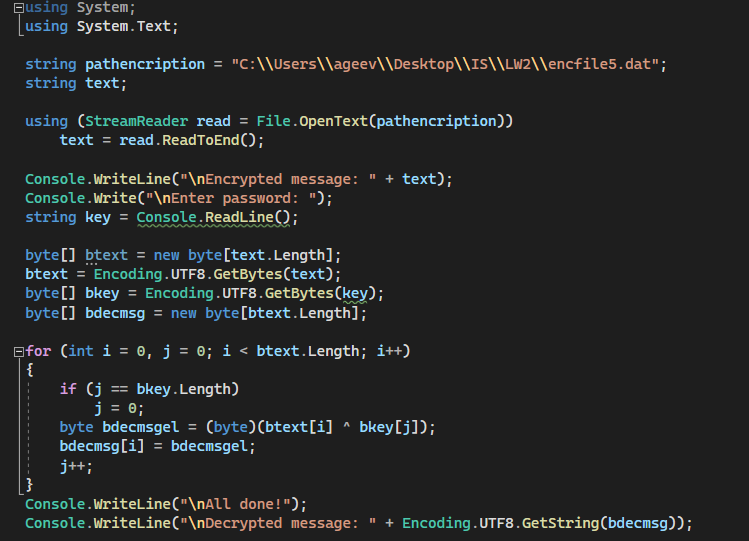 using System;
using System.Text;
string pathencription = "C:\\Users\\ageev\\Desktop\\IS\\LW2\\encfile5.dat";
string text;
using (StreamReader read = File.OpenText(pathencription))
    text = read.ReadToEnd();
Console.WriteLine("\nEncrypted message: " + text);
Console.Write("\nEnter password: ");
string key = Console.ReadLine();
byte[] btext = new byte[text.Length];
btext = Encoding.UTF8.GetBytes(text);
byte[] bkey = Encoding.UTF8.GetBytes(key);
byte[] bdecmsg = new byte[btext.Length];
for (int i = 0, j = 0; i < btext.Length; i++)
{
    if (j == bkey.Length)
        j = 0;
    byte bdecmsgel = (byte)(btext[i] ^ bkey[j]);
    bdecmsg[i] = bdecmsgel;
    j++;
}
Console.WriteLine("\nAll done!");
Console.WriteLine("\nDecrypted message: " + Encoding.UTF8.GetString(bdecmsg));